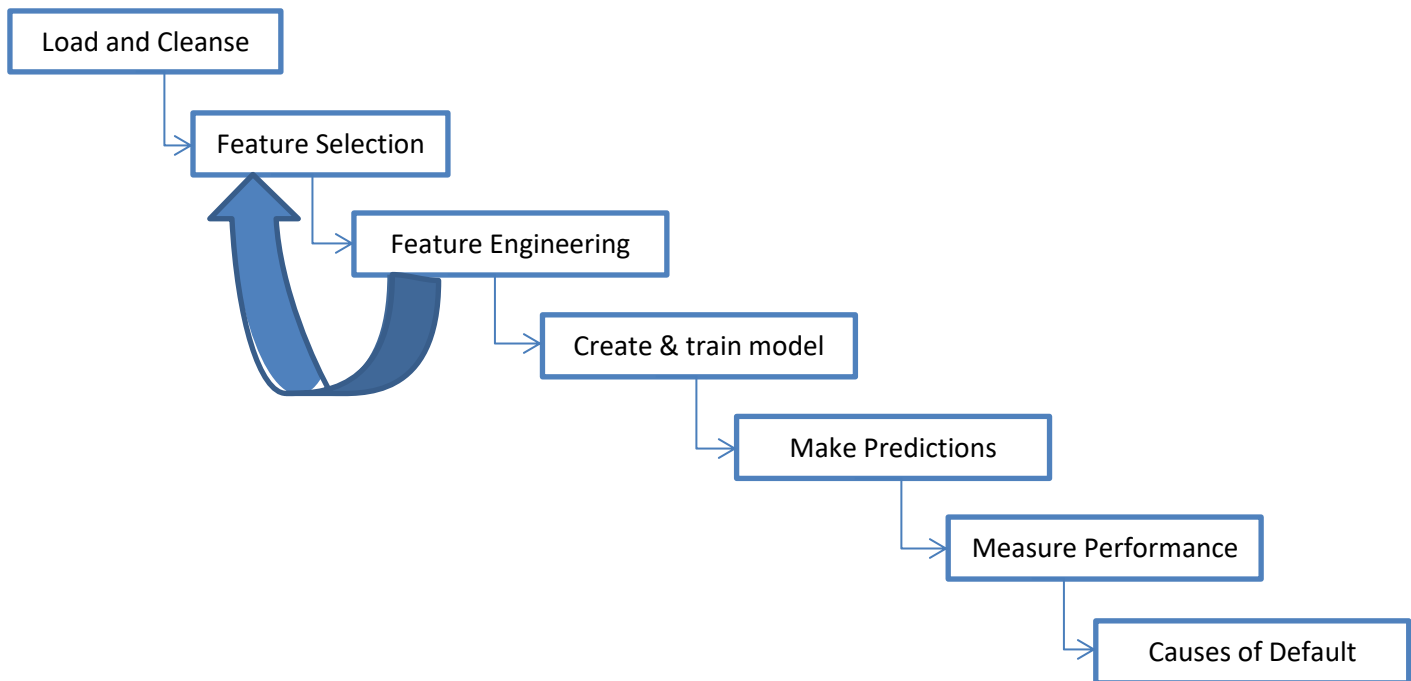 Load and Cleanse
Feature Selection
Feature Engineering
Create & train model
Make Predictions
Measure Performance
Causes of Default